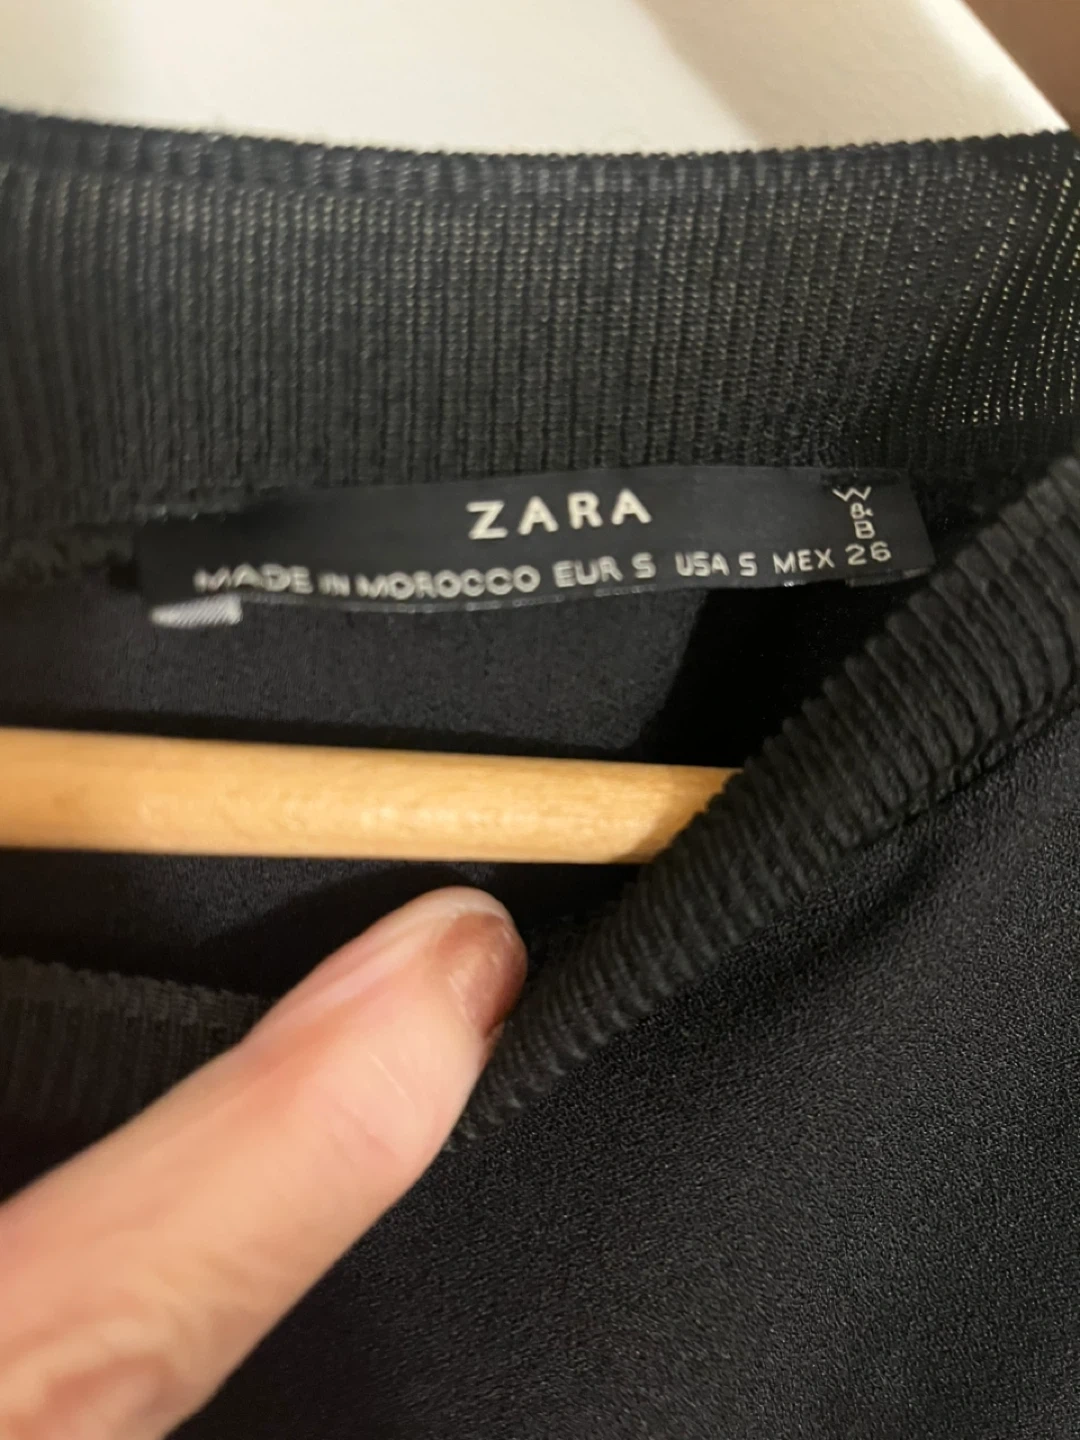 ZARA
W
&
B
MADE IN MOROCCO EUR S USA S MEX 26